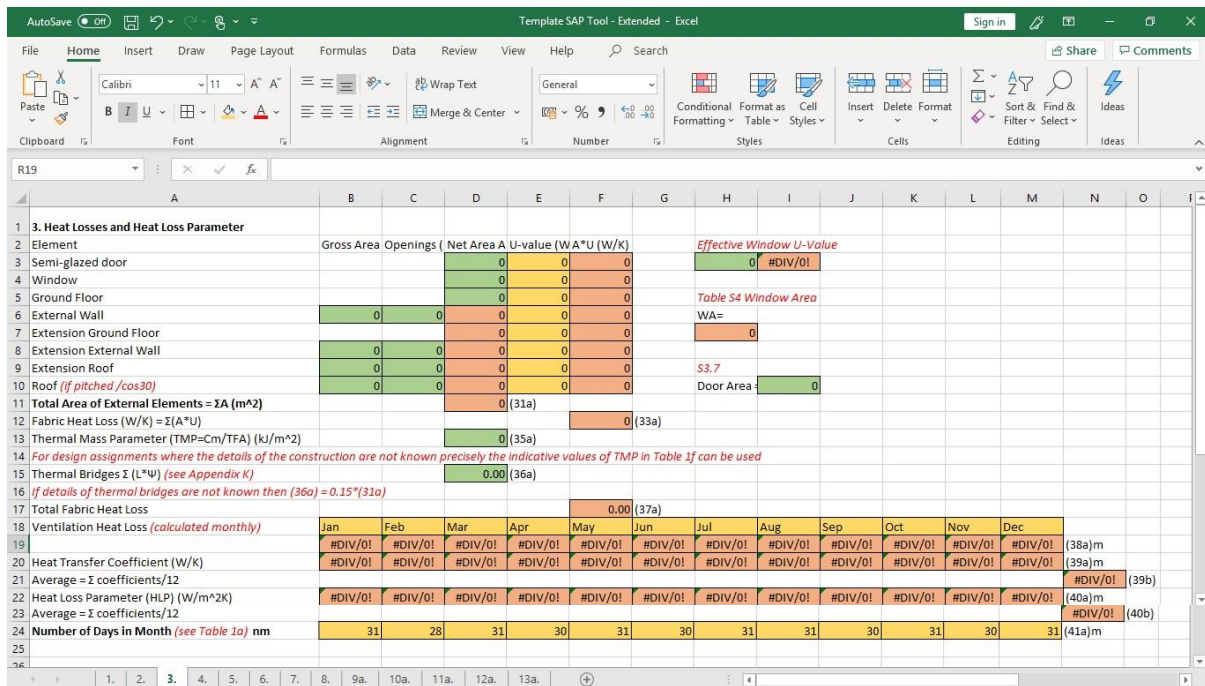 AutoSave Off Template SAP Tool - Extended - Excel Sign in
File Home Insert Draw Page Layout Formulas Data Review View Help Search Share Comments
Paste Calibri 11 A^ A˅ Wrap Text General Conditional Formatting Format as Table Cell Styles Insert Delete Format Sort & Filter Find & Select Ideas
B I U A Merge & Center % 9 .00
Clipboard Font Alignment Number Styles Cells Editing Ideas
R19 fx
A B C D E F G H I J K L M N O
1 3. Heat Losses and Heat Loss Parameter
2 Element Gross Area Openings ( Net Area A U-value (W A*U (W/K) Effective Window U-Value
3 Semi-glazed door 0 0 0 0 #DIV/0!
4 Window 0 0 0
5 Ground Floor 0 0 0 Table S4 Window Area
6 External Wall 0 0 0 0 0 WA=
7 Extension Ground Floor 0 0 0 0
8 Extension External Wall 0 0 0 0 0
9 Extension Roof 0 0 0 0 0 S3.7
10 Roof (if pitched /cos30) 0 0 0 0 0 Door Area = 0
11 Total Area of External Elements = ΣA (m^2) 0 (31a)
12 Fabric Heat Loss (W/K) = Σ(A*U) 0 (33a)
13 Thermal Mass Parameter (TMP=Cm/TFA) (kJ/m^2) 0 (35a)
14 For design assignments where the details of the construction are not known precisely the indicative values of TMP in Table 1f can be used
15 Thermal Bridges Σ (L*Ψ) (see Appendix K) 0.00 (36a)
16 If details of thermal bridges are not known then (36a) = 0.15*(31a)
17 Total Fabric Heat Loss 0.00 (37a)
18 Ventilation Heat Loss (calculated monthly) Jan Feb Mar Apr May Jun Jul Aug Sep Oct Nov Dec
19 #DIV/0! #DIV/0! #DIV/0! #DIV/0! #DIV/0! #DIV/0! #DIV/0! #DIV/0! #DIV/0! #DIV/0! #DIV/0! #DIV/0! (38a)m
20 Heat Transfer Coefficient (W/K) #DIV/0! #DIV/0! #DIV/0! #DIV/0! #DIV/0! #DIV/0! #DIV/0! #DIV/0! #DIV/0! #DIV/0! #DIV/0! #DIV/0! (39a)m
21 Average = Σ coefficients/12 #DIV/0! (39b)
22 Heat Loss Parameter (HLP) (W/m^2K) #DIV/0! #DIV/0! #DIV/0! #DIV/0! #DIV/0! #DIV/0! #DIV/0! #DIV/0! #DIV/0! #DIV/0! #DIV/0! #DIV/0! (40a)m
23 Average = Σ coefficients/12 #DIV/0! (40b)
24 Number of Days in Month (see Table 1a) nm 31 28 31 30 31 30 31 31 30 31 30 31 (41a)m
25
1. 2. 3. 4. 5. 6. 7. 8. 9a. 10a. 11a. 12a. 13a.